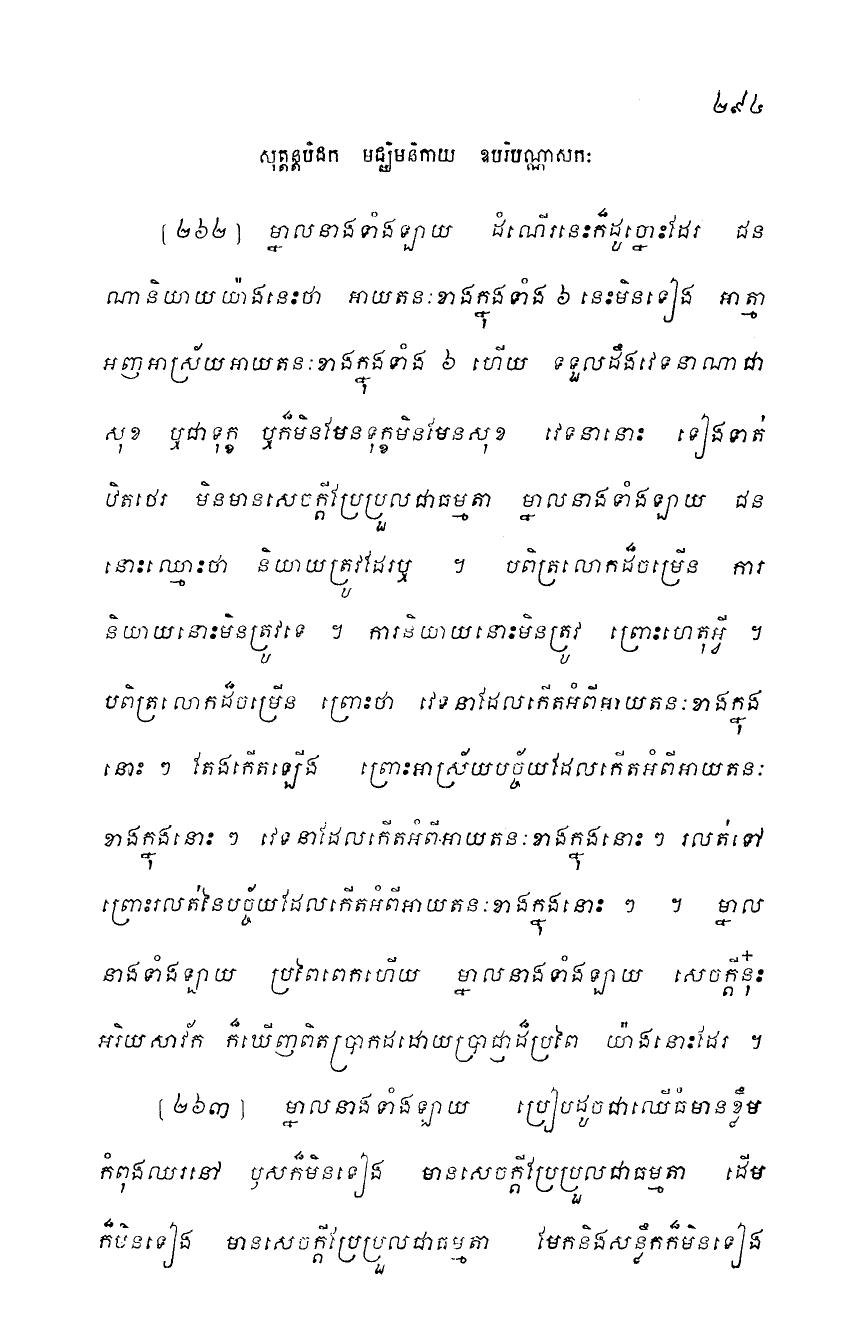 ២៩៤
សុត្តន្តបិដក មជ្ឈិមនិកាយ ឧបរិបណ្ណាសកៈ
[២៦២] ម្នាលនាងទាំងឡាយ ដំណើរនេះក៏ដូច្នោះដែរ ជន
ណានិយាយយ៉ាងនេះថា អាយតនៈខាងក្នុងទាំង ៦ នេះមិនទៀង អាត្មា
អញអាស្រ័យអាយតនៈខាងក្នុងទាំង ៦ ហើយ ទទួលដឹងវេទនាណាជា
សុខ ឬជាទុក្ខ ឬក៏មិនមែនទុក្ខមិនមែនសុខ វេទនានោះ ទៀងទាត់
ឋិតថេរ មិនមានសេចក្តីប្រែប្រួលជាធម្មតា ម្នាលនាងទាំងឡាយ ជន
នោះឈ្មោះថា និយាយត្រូវដែរឬ ។ បពិត្រលោកដ៏ចម្រើន ការ
និយាយនោះមិនត្រូវទេ ។ ការនិយាយនោះមិនត្រូវ ព្រោះហេតុអ្វី ។
បពិត្រលោកដ៏ចម្រើន ព្រោះថា វេទនាដែលកើតអំពីអាយតនៈខាងក្នុង
នោះ ៗ តែងកើតឡើង ព្រោះអាស្រ័យបច្ច័យដែលកើតអំពីអាយតនៈ
ខាងក្នុងនោះ ៗ វេទនាដែលកើតអំពីអាយតនៈខាងក្នុងនោះ ៗ រលត់ទៅ
ព្រោះរលត់នៃបច្ច័យដែលកើតអំពីអាយតនៈខាងក្នុងនោះ ៗ ។ ម្នាល
នាងទាំងឡាយ ប្រពៃពេកហើយ ម្នាលនាងទាំងឡាយ សេចក្តីនុ៎ះ
អរិយសាវ័ក ក៏ឃើញពិតប្រាកដដោយប្រាជ្ញាដ៏ប្រពៃ យ៉ាងនោះដែរ ។
[២៦៣] ម្នាលនាងទាំងឡាយ ប្រៀបដូចជាឈើធំមានខ្លឹម
កំពុងឈរនៅ ឫសក៏មិនទៀង មានសេចក្តីប្រែប្រួលជាធម្មតា ដើម
ក៏មិនទៀង មានសេចក្តីប្រែប្រួលជាធម្មតា មែកនិងសន្លឹកក៏មិនទៀង